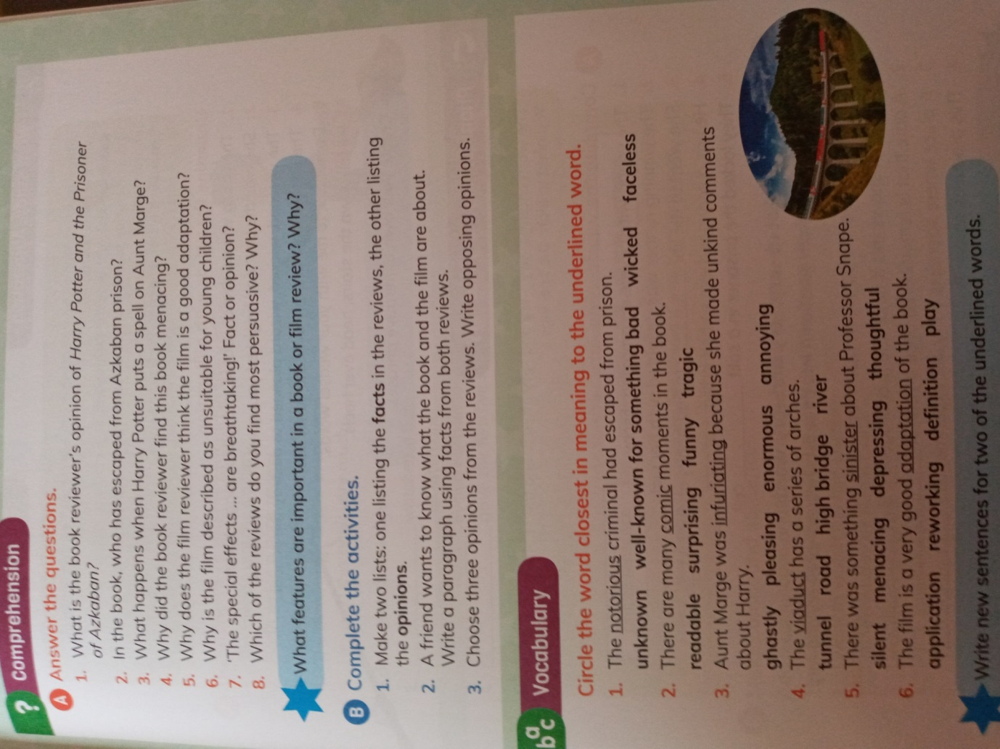 ? comprehension
A Answer the questions.
1. What is the book reviewer's opinion of Harry Potter and the Prisoner
of Azkaban?
2. In the book, who has escaped from Azkaban prison?
3. What happens when Harry Potter puts a spell on Aunt Marge?
4. Why did the book reviewer find this book menacing?
5. Why does the film reviewer think the film is a good adaptation?
6. Why is the film described as unsuitable for young children?
7. 'The special effects ... are breathtaking!' Fact or opinion?
8. Which of the reviews do you find most persuasive? Why?
What features are important in a book or film review? Why?
B Complete the activities.
1. Make two lists: one listing the facts in the reviews, the other listing
the opinions.
2. A friend wants to know what the book and the film are about.
Write a paragraph using facts from both reviews.
3. Choose three opinions from the reviews. Write opposing opinions.
abc Vocabulary
Circle the word closest in meaning to the underlined word.
1. The notorious criminal had escaped from prison.
unknown well-known for something bad wicked faceless
2. There are many comic moments in the book.
readable surprising funny tragic
3. Aunt Marge was infuriating because she made unkind comments
about Harry.
ghastly pleasing enormous annoying
4. The viaduct has a series of arches.
tunnel road high bridge river
5. There was something sinister about Professor Snape.
silent menacing depressing thoughtful
6. The film is a very good adaptation of the book.
application reworking definition play
Write new sentences for two of the underlined words.